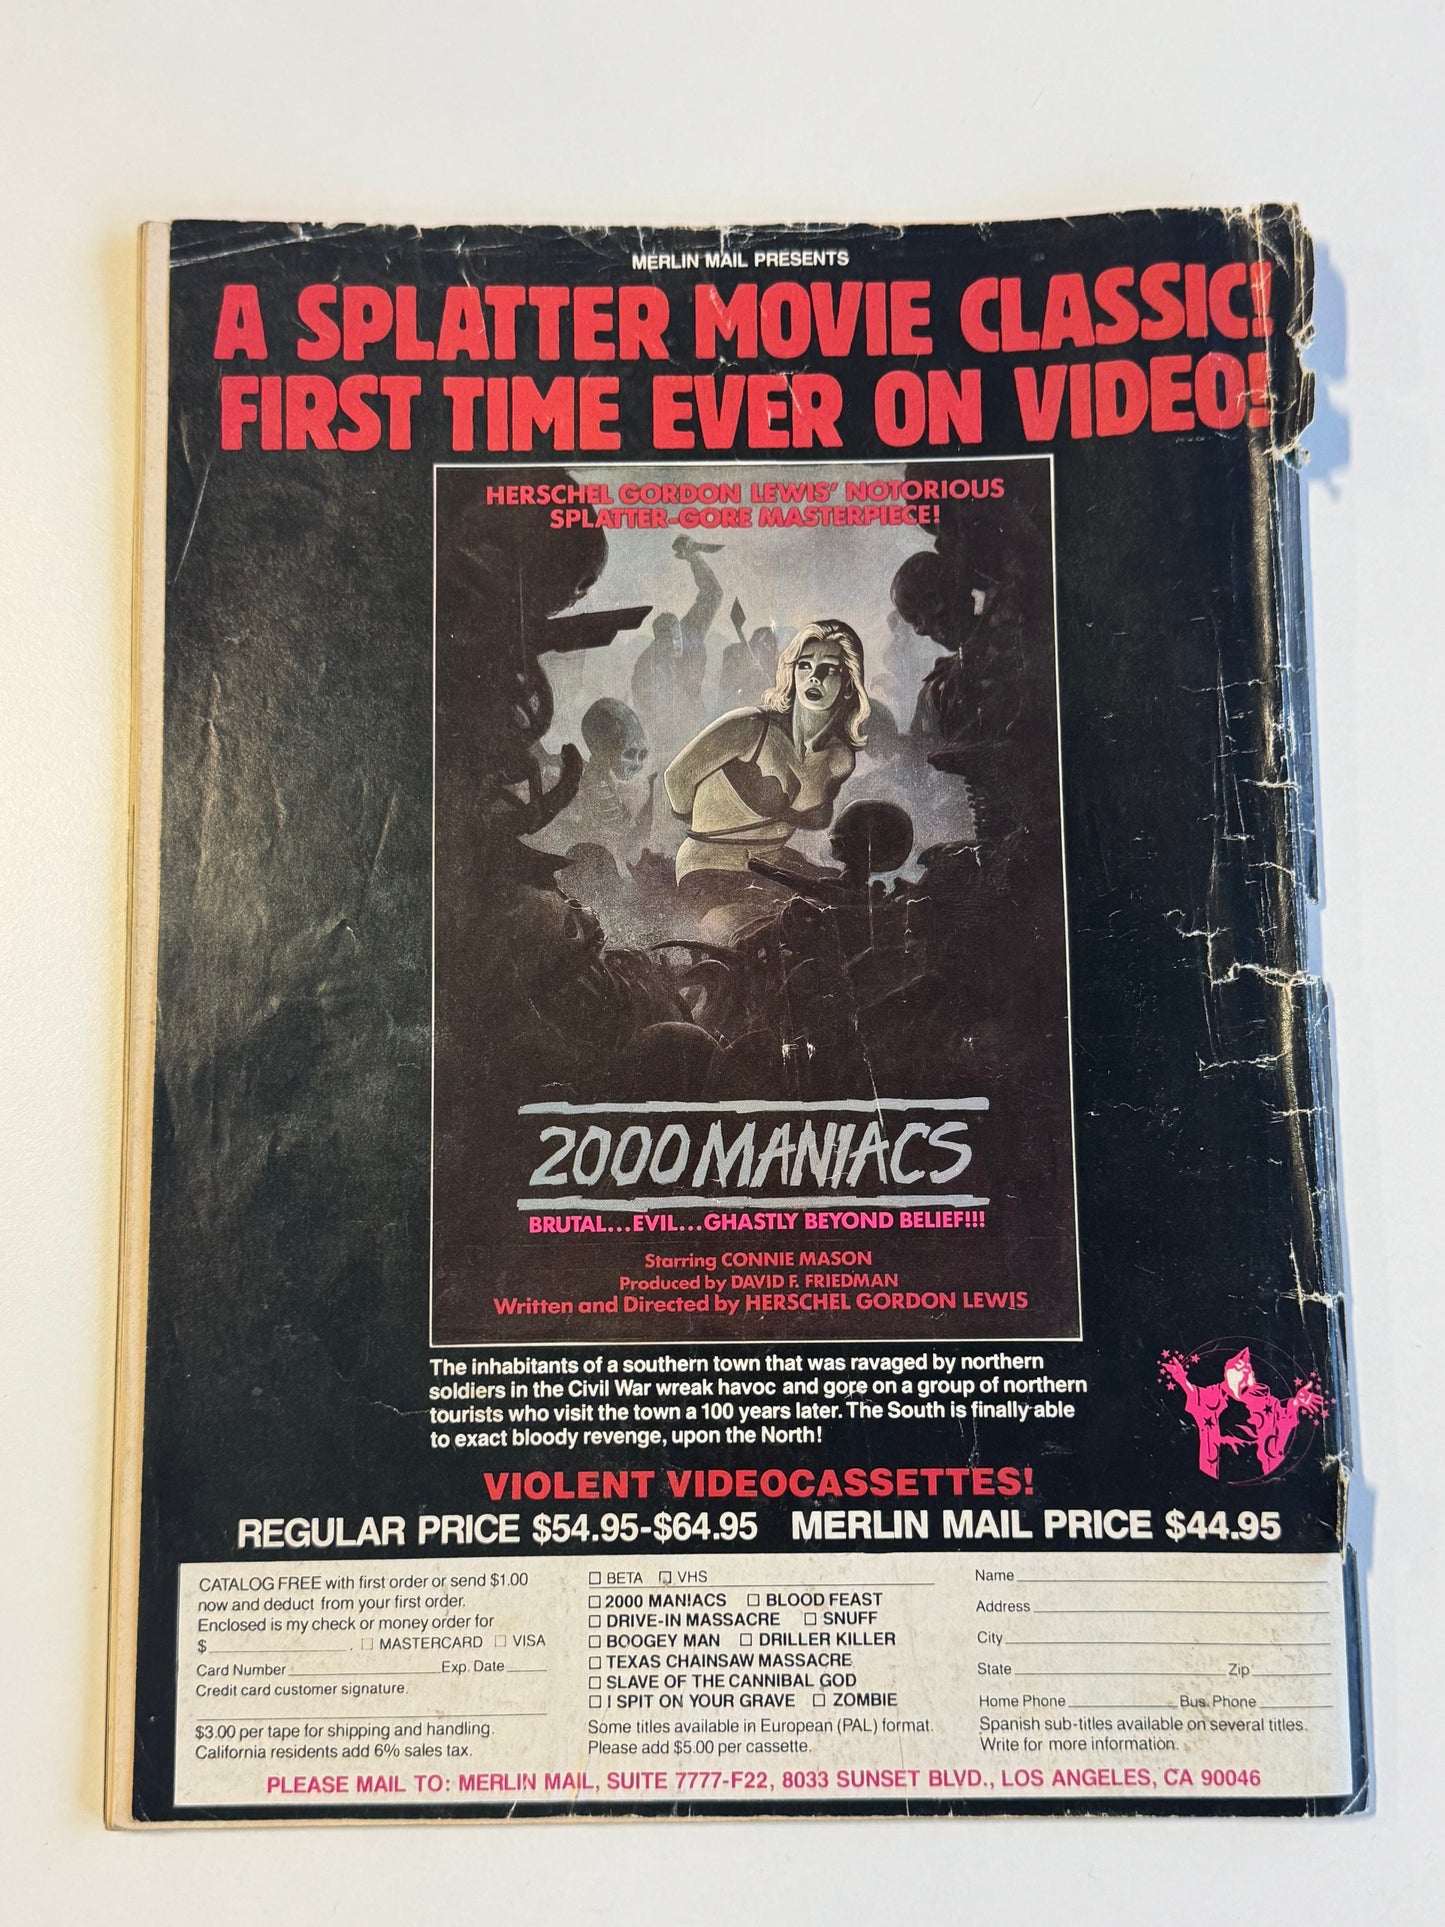 MERLIN MAIL PRESENTS
A SPLATTER MOVIE CLASSIC!
FIRST TIME EVER ON VIDEO!
HERSCHEL GORDON LEWIS' NOTORIOUS
SPLATTER-GORE MASTERPIECE!
2000 MANIACS
BRUTAL...EVIL...GHASTLY BEYOND BELIEF!!!
Starring CONNIE MASON
Produced by DAVID F. FRIEDMAN
Written and Directed by HERSCHEL GORDON LEWIS
The inhabitants of a southern town that was ravaged by northern
soldiers in the Civil War wreak havoc and gore on a group of northern
tourists who visit the town a 100 years later. The South is finally able
to exact bloody revenge, upon the North!
VIOLENT VIDEOCASSETTES!
REGULAR PRICE $54.95-$64.95 MERLIN MAIL PRICE $44.95
CATALOG FREE with first order or send $1.00
now and deduct from your first order.
Enclosed is my check or money order for
$ . MASTERCARD VISA
Card Number Exp. Date
Credit card customer signature.
$3.00 per tape for shipping and handling.
California residents add 6% sales tax.
BETA VHS
2000 MANIACS BLOOD FEAST
DRIVE-IN MASSACRE SNUFF
BOOGEY MAN DRILLER KILLER
TEXAS CHAINSAW MASSACRE
SLAVE OF THE CANNIBAL GOD
I SPIT ON YOUR GRAVE ZOMBIE
Some titles available in European (PAL) format.
Please add $5.00 per cassette.
Name
Address
City
State Zip
Home Phone Bus. Phone
Spanish sub-titles available on several titles.
Write for more information.
PLEASE MAIL TO: MERLIN MAIL, SUITE 7777-F22, 8033 SUNSET BLVD., LOS ANGELES, CA 90046